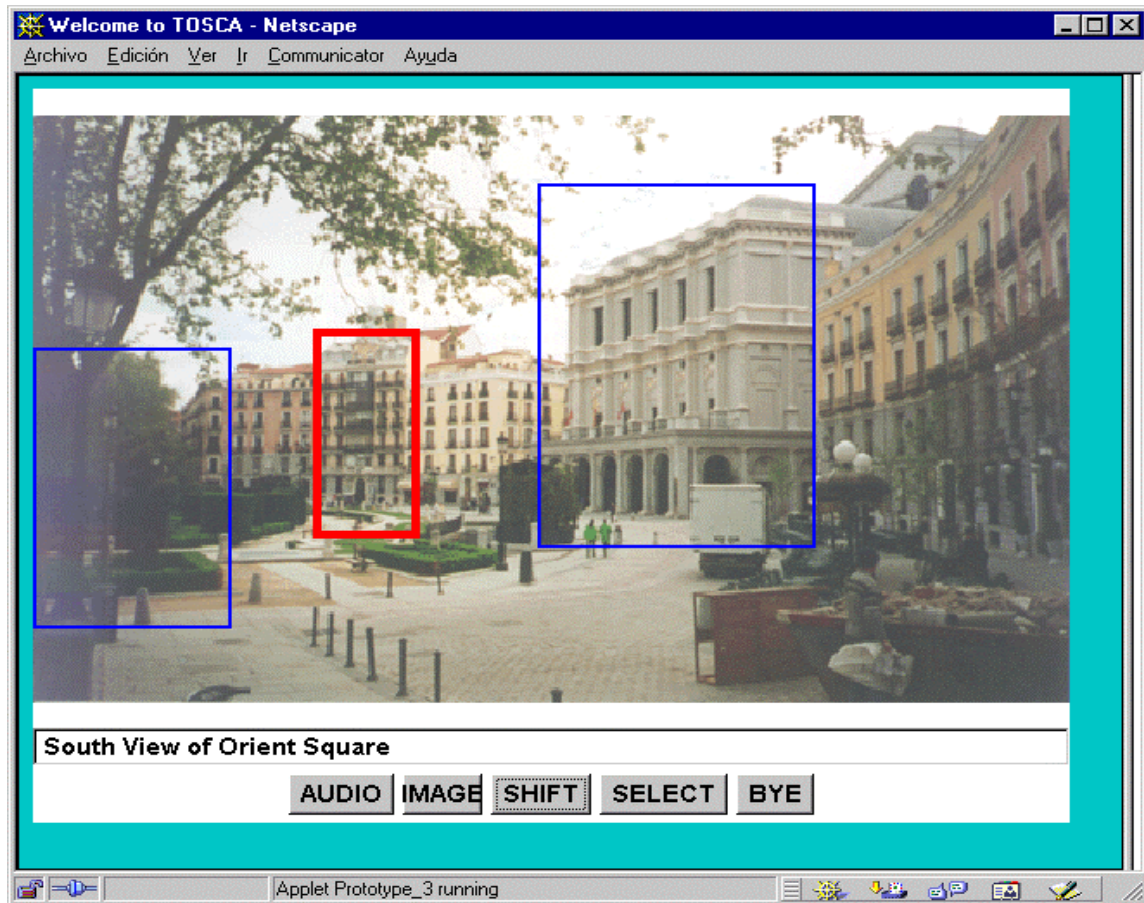 Welcome to TOSCA - Netscape
Archivo Edición Ver Ir Communicator Ayuda
South View of Orient Square
AUDIO IMAGE SHIFT SELECT BYE
Applet Prototype_3 running